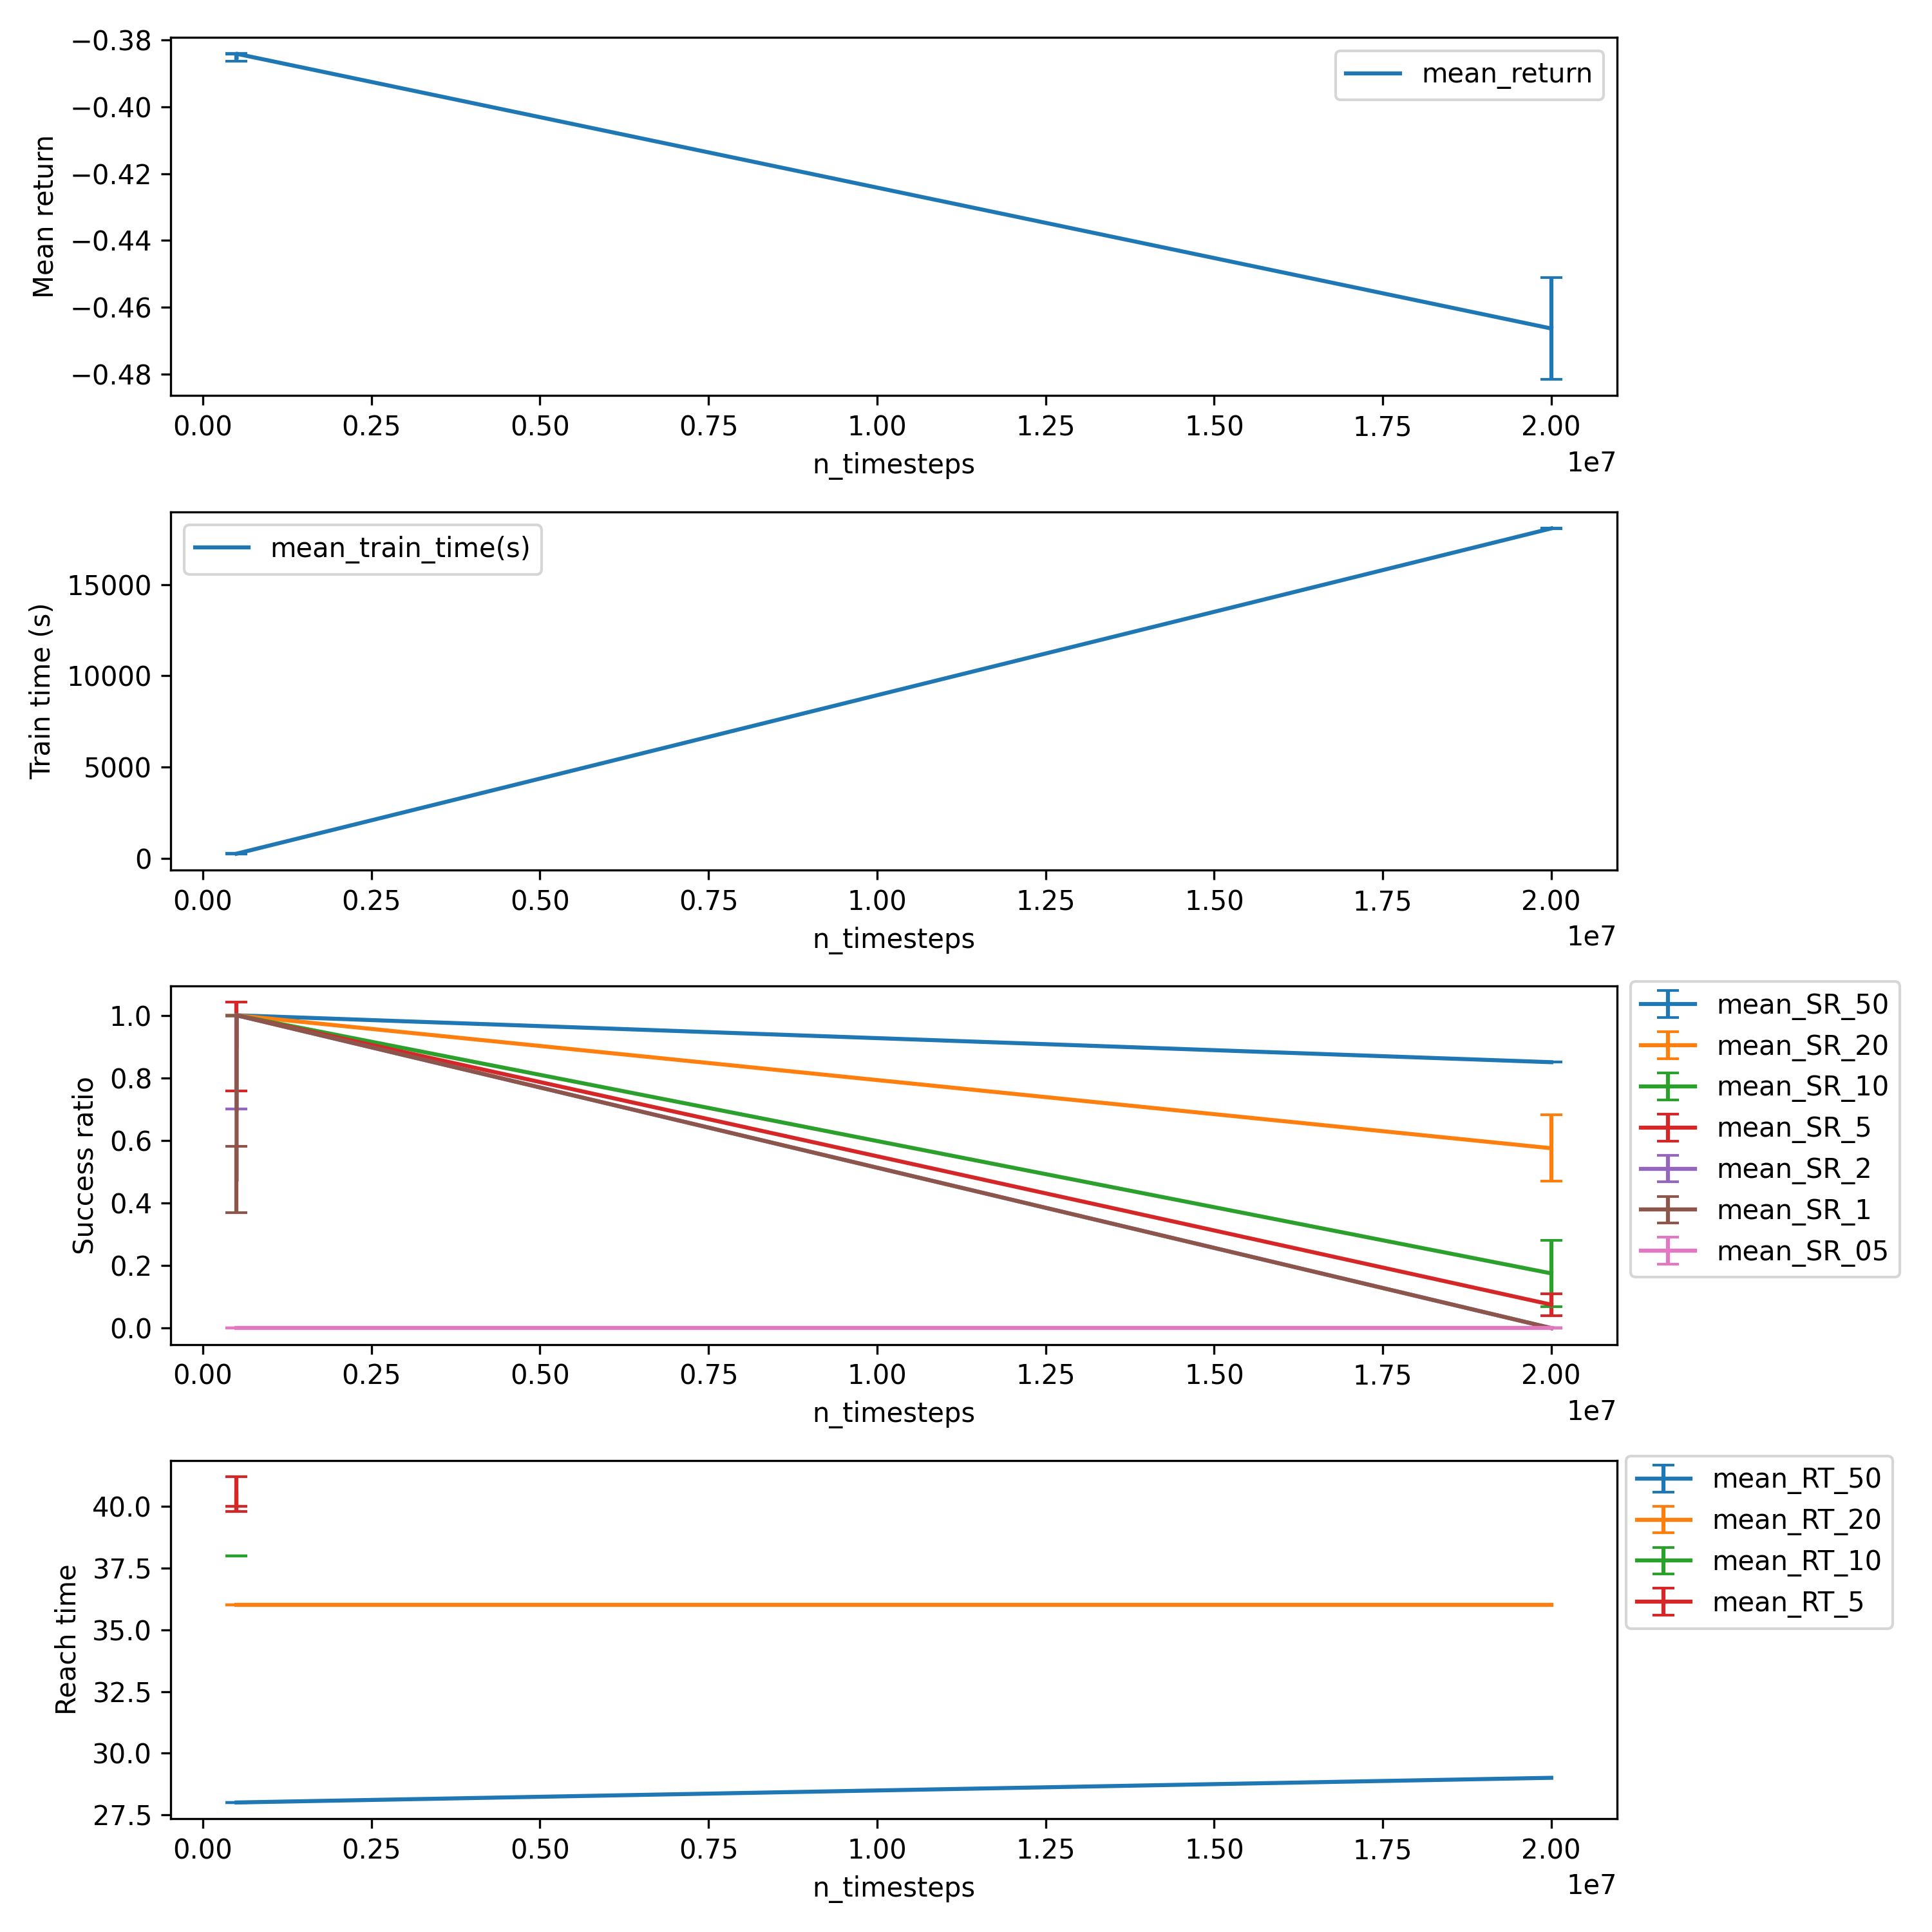 −0.38
−0.40
−0.42
−0.44
−0.46
−0.48
Mean return
mean_return
0.00 0.25 0.50 0.75 1.00 1.25 1.50 1.75 2.00
1e7
n_timesteps
15000
10000
5000
0
Train time (s)
mean_train_time(s)
0.00 0.25 0.50 0.75 1.00 1.25 1.50 1.75 2.00
1e7
n_timesteps
1.0
0.8
0.6
0.4
0.2
0.0
Success ratio
mean_SR_50
mean_SR_20
mean_SR_10
mean_SR_5
mean_SR_2
mean_SR_1
mean_SR_05
0.00 0.25 0.50 0.75 1.00 1.25 1.50 1.75 2.00
1e7
n_timesteps
40.0
37.5
35.0
32.5
30.0
27.5
Reach time
mean_RT_50
mean_RT_20
mean_RT_10
mean_RT_5
0.00 0.25 0.50 0.75 1.00 1.25 1.50 1.75 2.00
1e7
n_timesteps